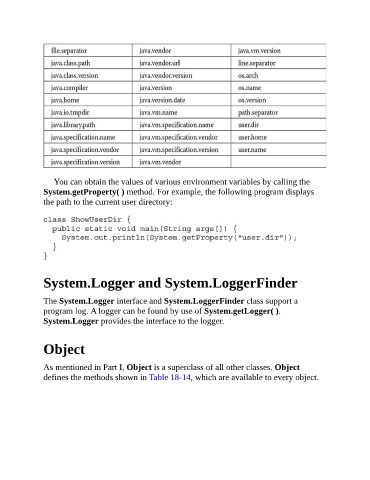 file.separator java.vendor java.vm.version
java.class.path java.vendor.url line.separator
java.class.version java.vendor.version os.arch
java.compiler java.version os.name
java.home java.version.date os.version
java.io.tmpdir java.vm.name path.separator
java.library.path java.vm.specification.name user.dir
java.specification.name java.vm.specification.vendor user.home
java.specification.vendor java.vm.specification.version user.name
java.specification.version java.vm.vendor
You can obtain the values of various environment variables by calling the
System.getProperty( ) method. For example, the following program displays
the path to the current user directory:
class ShowUserDir {
  public static void main(String args[]) {
    System.out.println(System.getProperty("user.dir"));
  }
}
System.Logger and System.LoggerFinder
The System.Logger interface and System.LoggerFinder class support a
program log. A logger can be found by use of System.getLogger( ).
System.Logger provides the interface to the logger.
Object
As mentioned in Part I, Object is a superclass of all other classes. Object
defines the methods shown in Table 18-14, which are available to every object.